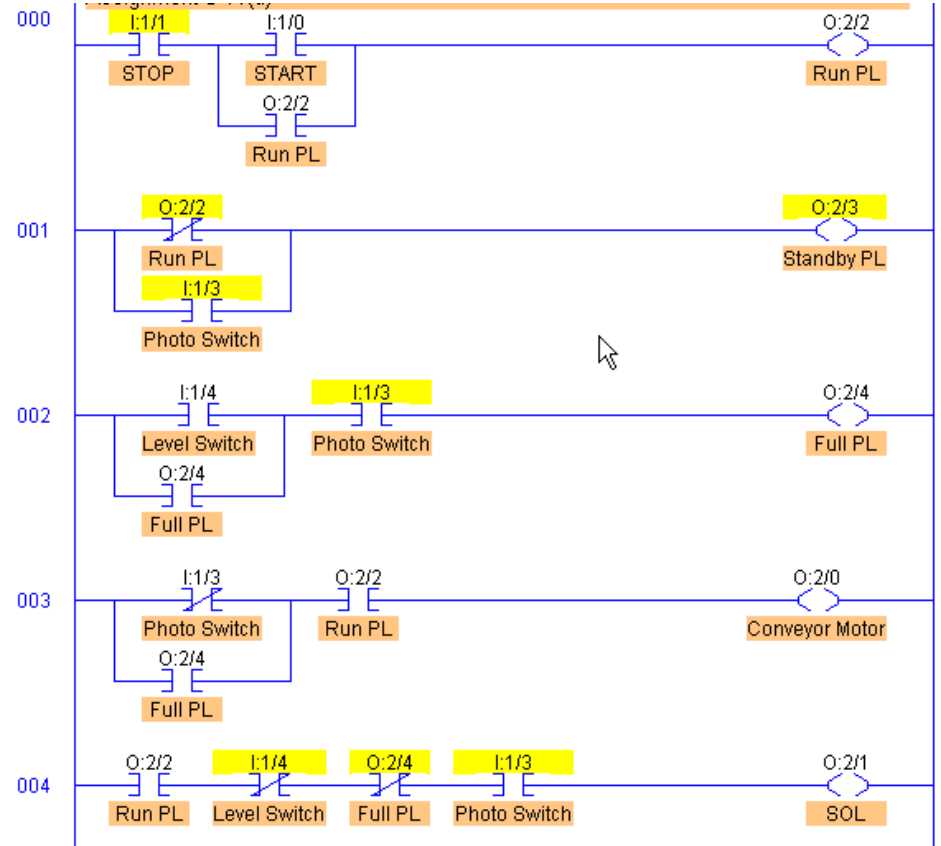 000 I:1/1 I:1/0 O:2/2
STOP START Run PL
O:2/2
Run PL
O:2/2 O:2/3
001
Run PL Standby PL
I:1/3
Photo Switch
I:1/4 I:1/3 O:2/4
002
Level Switch Photo Switch Full PL
O:2/4
Full PL
I:1/3 O:2/2 O:2/0
003
Photo Switch Run PL Conveyor Motor
O:2/4
Full PL
O:2/2 I:1/4 O:2/4 I:1/3 O:2/1
004
Run PL Level Switch Full PL Photo Switch SOL